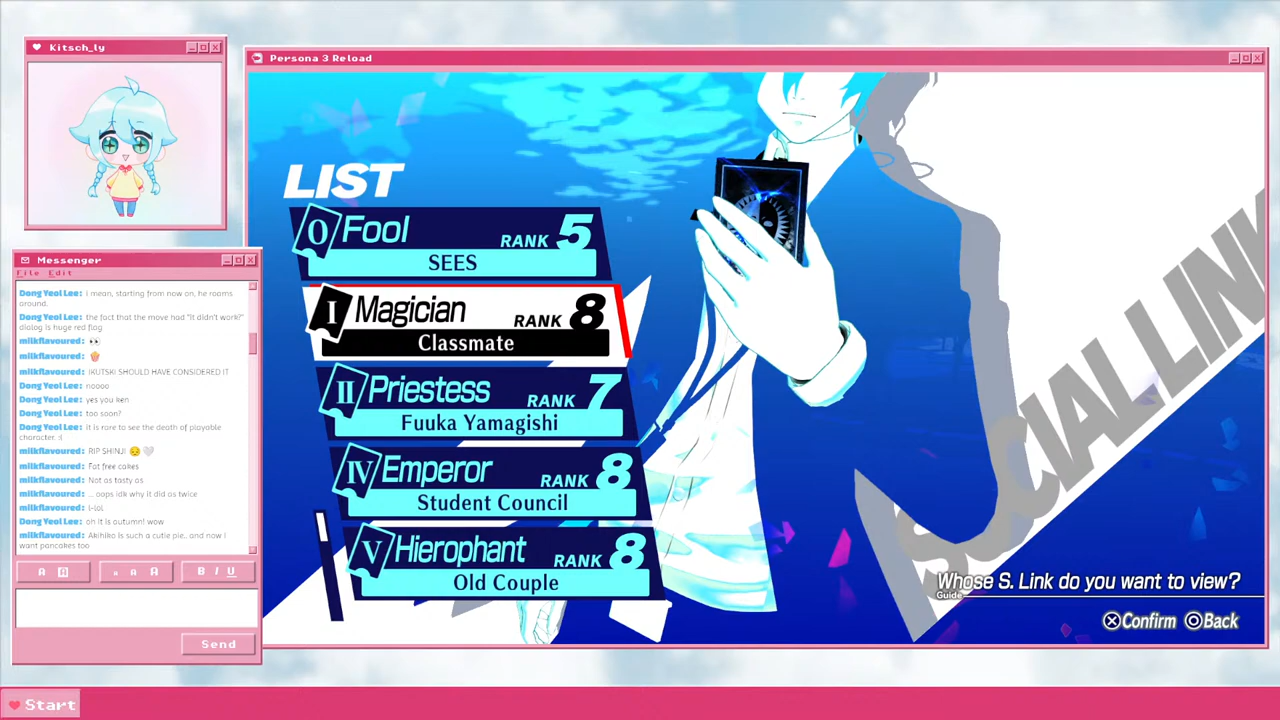 Kitsch_ly
Persona 3 Reload
Messenger
File Edit
Dong Yeol Lee: i mean, starting from now on, he roams
around.
Dong Yeol Lee: the fact that the move had "It didn't work?"
dialog is huge red flag
milkflavoured: 👀
milkflavoured: 🍿
milkflavoured: IKUTSKI SHOULD HAVE CONSIDERED IT
Dong Yeol Lee: noooo
Dong Yeol Lee: yes you ken
Dong Yeol Lee: too soon?
Dong Yeol Lee: it is rare to see the death of playable
character. :(
milkflavoured: RIP SHINJI 😔🤍
milkflavoured: Fat free cakes
milkflavoured: Not as tasty as
milkflavoured: ... oops idk why it did as twice
milkflavoured: l-lol
Dong Yeol Lee: oh it is autumn! wow
milkflavoured: Akihiko is such a cutie pie.. and now I
want pancakes too
A A
A A A
B I U
Send
Start
LIST
0 Fool RANK 5
SEES
I Magician RANK 8
Classmate
II Priestess RANK 7
Fuuka Yamagishi
IV Emperor RANK 8
Student Council
V Hierophant RANK 8
Old Couple
SOCIAL LINK
Whose S. Link do you want to view?
Guide
Confirm Back